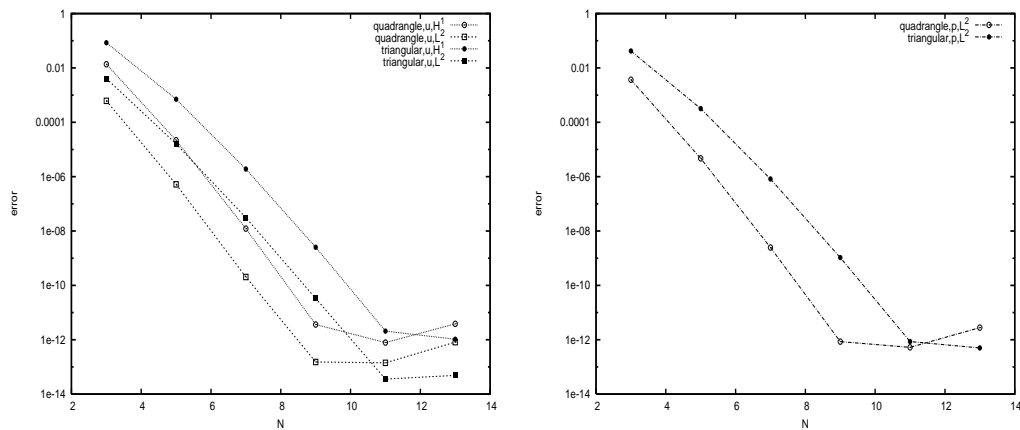 1
0.01
0.0001
1e-06
1e-08
1e-10
1e-12
1e-14
error
2
4
6
8
10
12
14
N
quadrangle,u,H^1
quadrangle,u,L^2
triangular,u,H^1
triangular,u,L^2
1
0.01
0.0001
1e-06
1e-08
1e-10
1e-12
1e-14
error
2
4
6
8
10
12
14
N
quadrangle,p,L^2
triangular,p,L^2